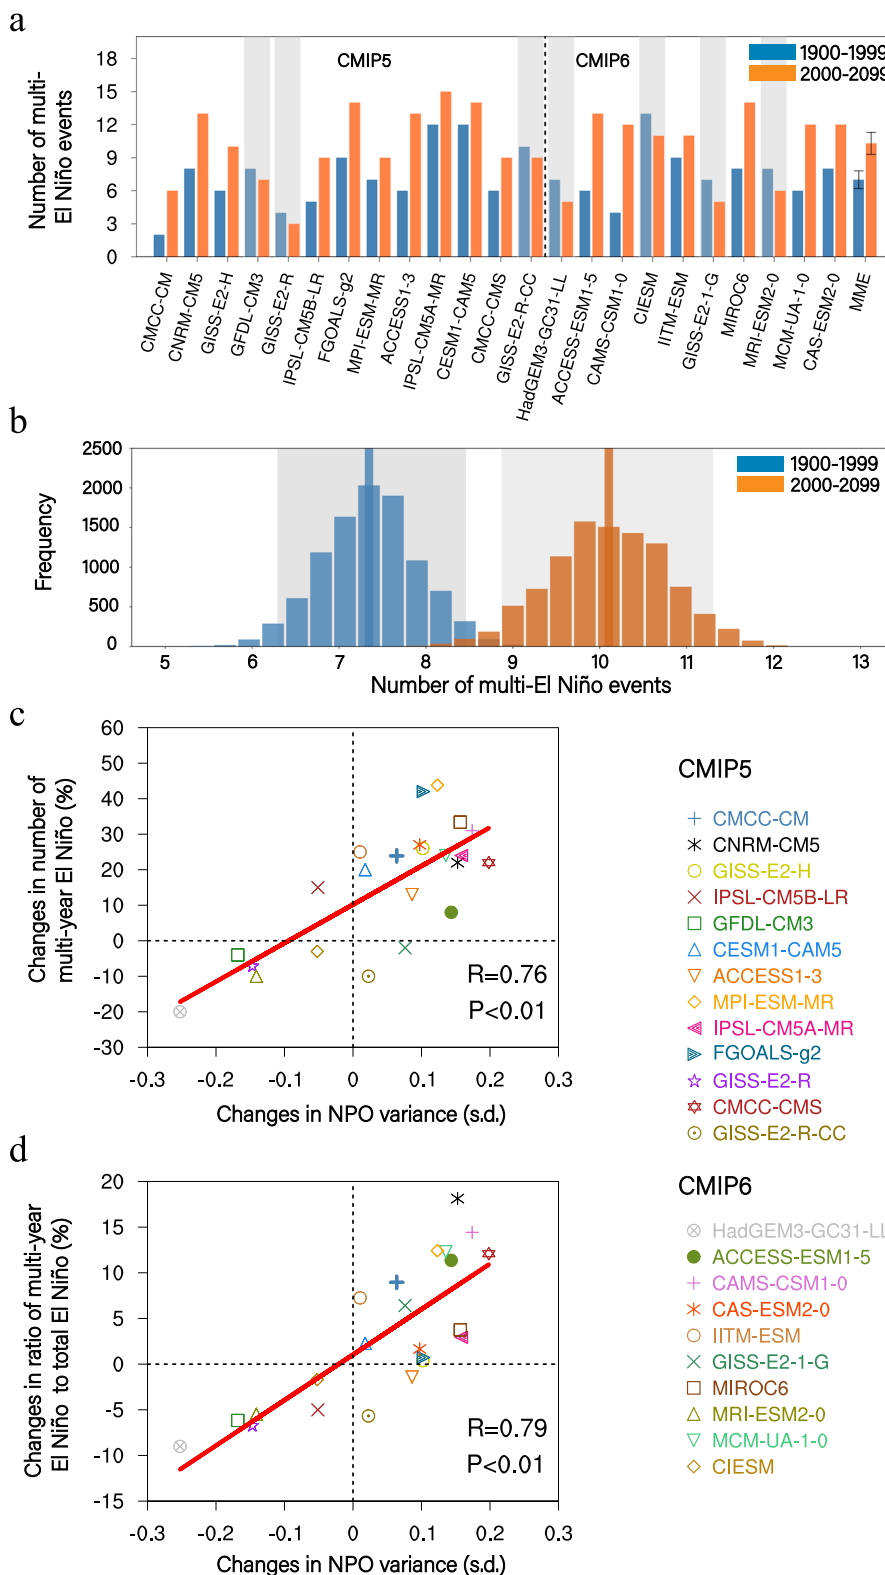 a
Number of multi-
El Niño events
18
15
12
9
6
3
0
CMIP5
CMIP6
1900-1999
2000-2099
CMCC-CM
CNRM-CM5
GISS-E2-H
GFDL-CM3
GISS-E2-R
IPSL-CM5B-LR
FGOALS-g2
MPI-ESM-MR
ACCESS1-3
IPSL-CM5A-MR
CESM1-CAM5
CMCC-CMS
GISS-E2-R-CC
HadGEM3-GC31-LL
ACCESS-ESM1-5
CAMS-CSM1-0
CIESM
IITM-ESM
GISS-E2-1-G
MIROC6
MRI-ESM2-0
MCM-UA-1-0
CAS-ESM2-0
MME
b
Frequency
2500
2000
1500
1000
500
0
1900-1999
2000-2099
5 6 7 8 9 10 11 12 13
Number of multi-El Niño events
c
Changes in number of
multi-year El Niño (%)
60
50
40
30
20
10
0
-10
-20
-30
R=0.76
P<0.01
-0.3 -0.2 -0.1 0 0.1 0.2 0.3
Changes in NPO variance (s.d.)
CMIP5
CMCC-CM
CNRM-CM5
GISS-E2-H
IPSL-CM5B-LR
GFDL-CM3
CESM1-CAM5
ACCESS1-3
MPI-ESM-MR
IPSL-CM5A-MR
FGOALS-g2
GISS-E2-R
CMCC-CMS
GISS-E2-R-CC
d
Changes in ratio of multi-year
El Niño to total El Niño (%)
20
15
10
5
0
-5
-10
-15
R=0.79
P<0.01
-0.3 -0.2 -0.1 0 0.1 0.2 0.3
Changes in NPO variance (s.d.)
CMIP6
HadGEM3-GC31-LL
ACCESS-ESM1-5
CAMS-CSM1-0
CAS-ESM2-0
IITM-ESM
GISS-E2-1-G
MIROC6
MRI-ESM2-0
MCM-UA-1-0
CIESM